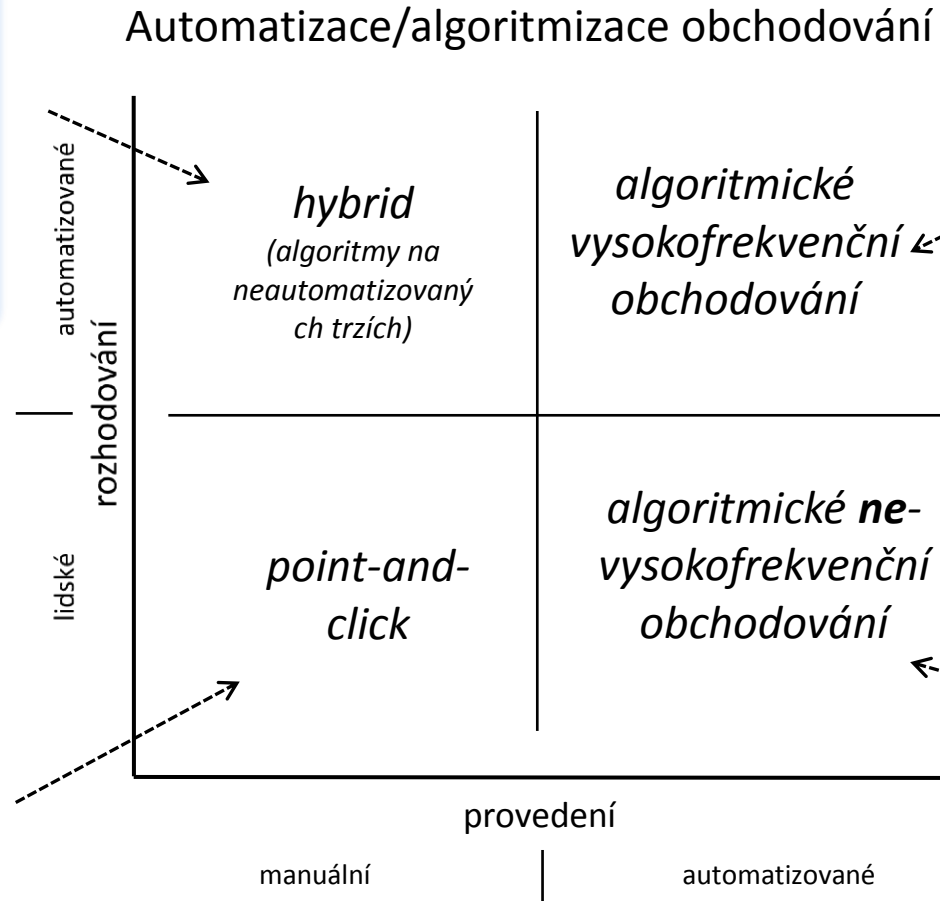 Automatizace/algoritmizace obchodování
automatizované
rozhodování
lidské
hybrid
(algoritmy na
neautomatizovaný
ch trzích)
algoritmické
vysokofrekvenční
obchodování
point-and-
click
algoritmické ne-
vysokofrekvenční
obchodování
provedení
manuální
automatizované